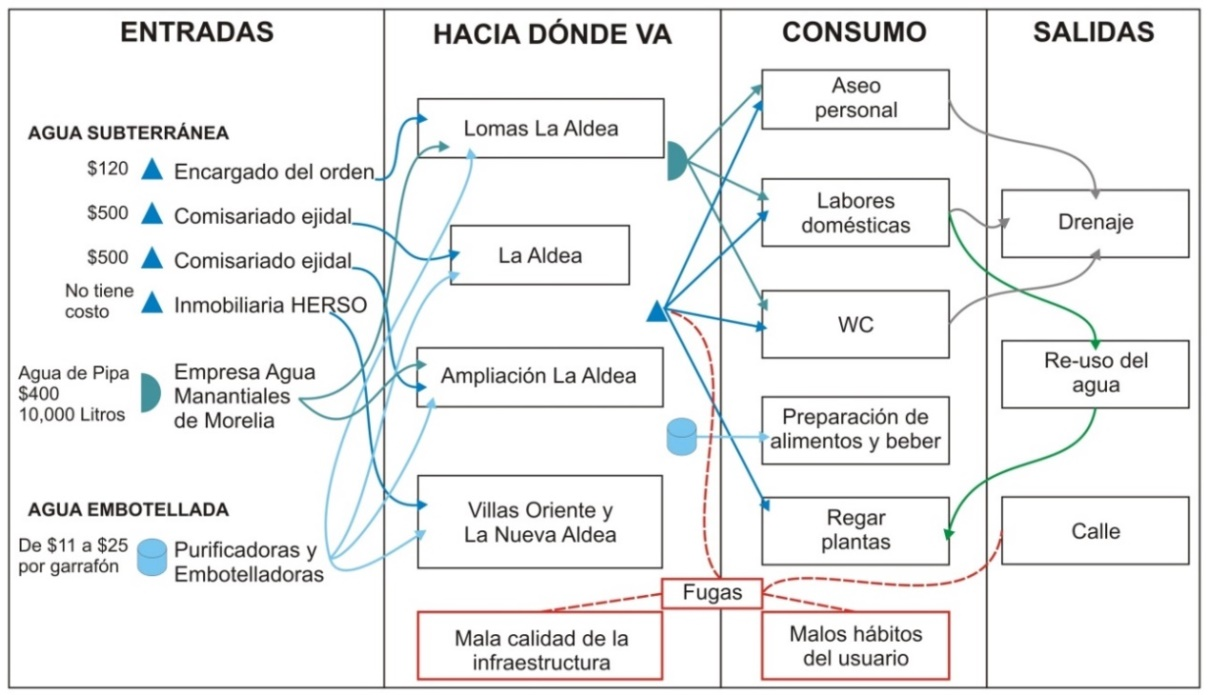 ENTRADAS
AGUA SUBTERRÁNEA
$120
Encargado del orden
$500
Comisariado ejidal
$500
Comisariado ejidal
No tiene
costo
Inmobiliaria HERSO
Agua de Pipa
$400
10,000 Litros
Empresa Agua
Manantiales
de Morelia
AGUA EMBOTELLADA
De $11 a $25
por garrafón
Purificadoras y
Embotelladoras
HACIA DÓNDE VA
Lomas La Aldea
La Aldea
Ampliación La Aldea
Villas Oriente y
La Nueva Aldea
Fugas
Mala calidad de la
infraestructura
Malos hábitos
del usuario
CONSUMO
Aseo
personal
Labores
domésticas
WC
Preparación de
alimentos y beber
Regar
plantas
SALIDAS
Drenaje
Re-uso del
agua
Calle